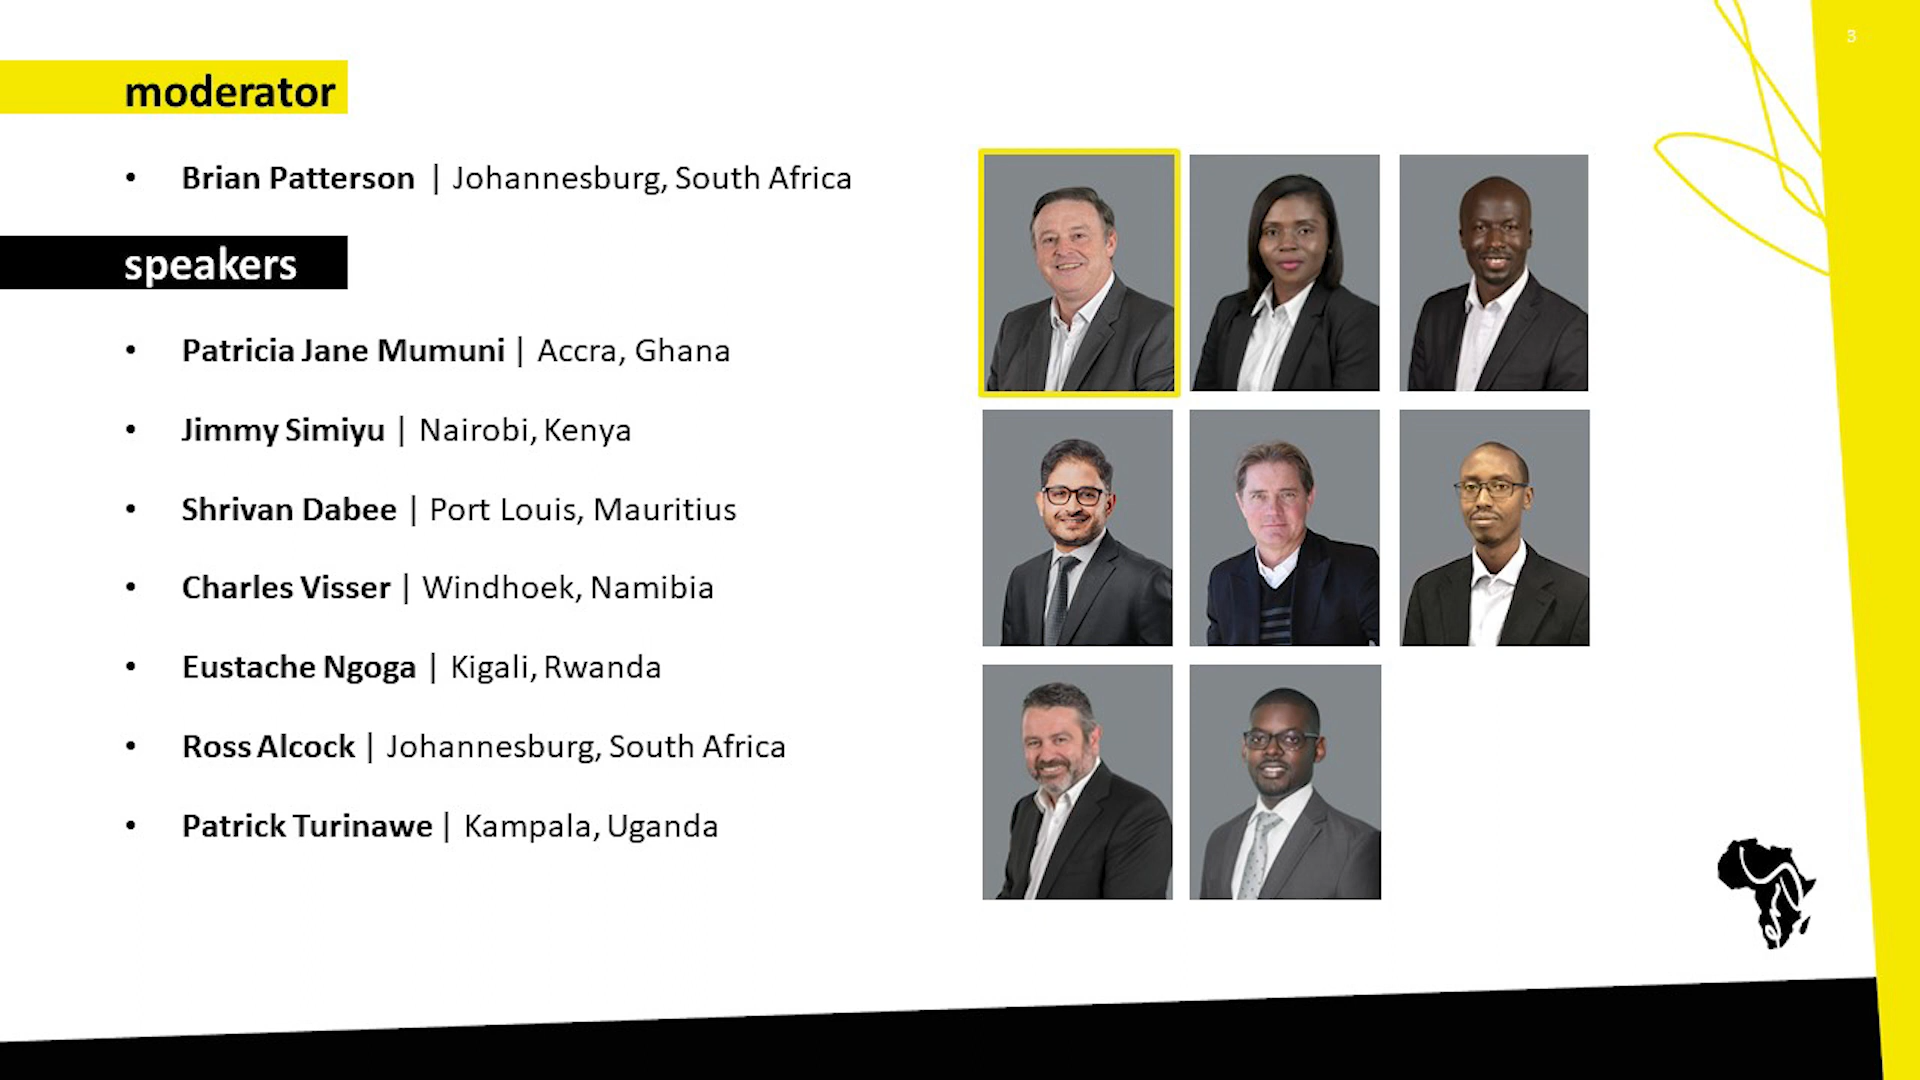 3
moderator
• Brian Patterson | Johannesburg, South Africa
speakers
• Patricia Jane Mumuni | Accra, Ghana
• Jimmy Simiyu | Nairobi, Kenya
• Shrivan Dabee | Port Louis, Mauritius
• Charles Visser | Windhoek, Namibia
• Eustache Ngoga | Kigali, Rwanda
• Ross Alcock | Johannesburg, South Africa
• Patrick Turinawe | Kampala, Uganda